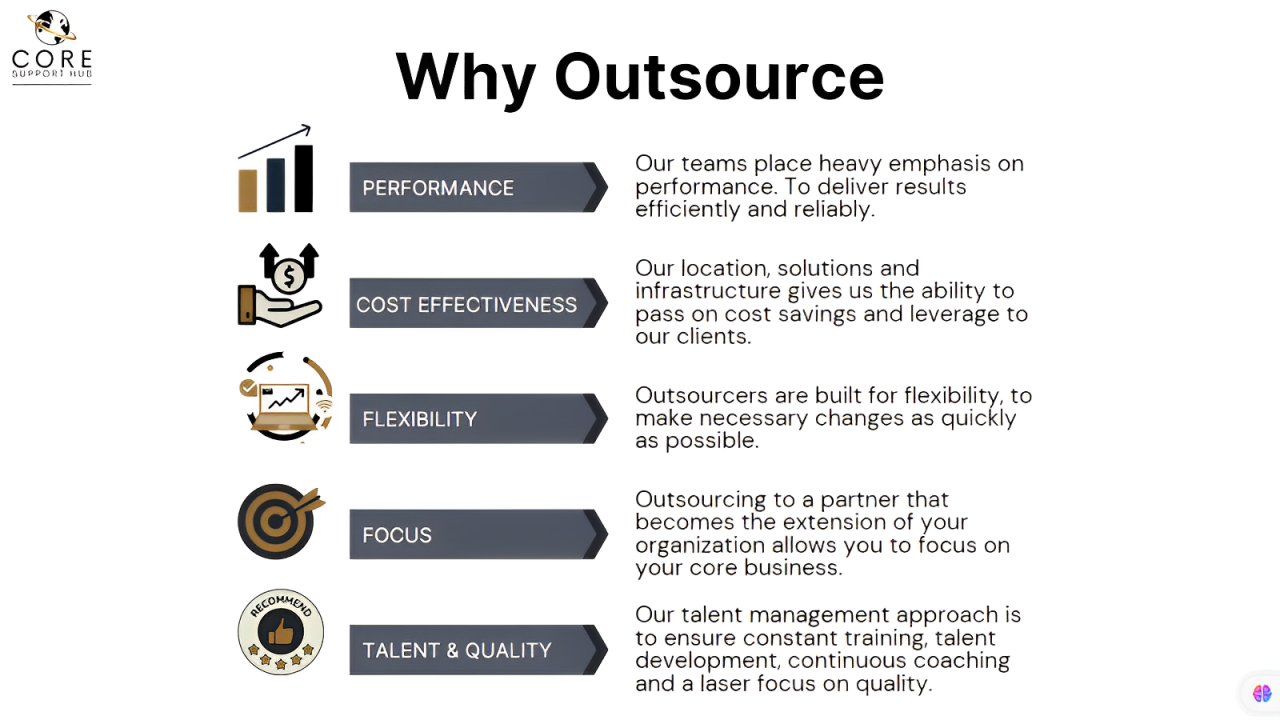 CORE
SUPPORT HUB
Why Outsource
PERFORMANCE
Our teams place heavy emphasis on
performance. To deliver results
efficiently and reliably.
COST EFFECTIVENESS
Our location, solutions and
infrastructure gives us the ability to
pass on cost savings and leverage to
our clients.
FLEXIBILITY
Outsourcers are built for flexibility, to
make necessary changes as quickly
as possible.
FOCUS
Outsourcing to a partner that
becomes the extension of your
organization allows you to focus on
your core business.
RECOMMEND
TALENT & QUALITY
Our talent management approach is
to ensure constant training, talent
development, continuous coaching
and a laser focus on quality.